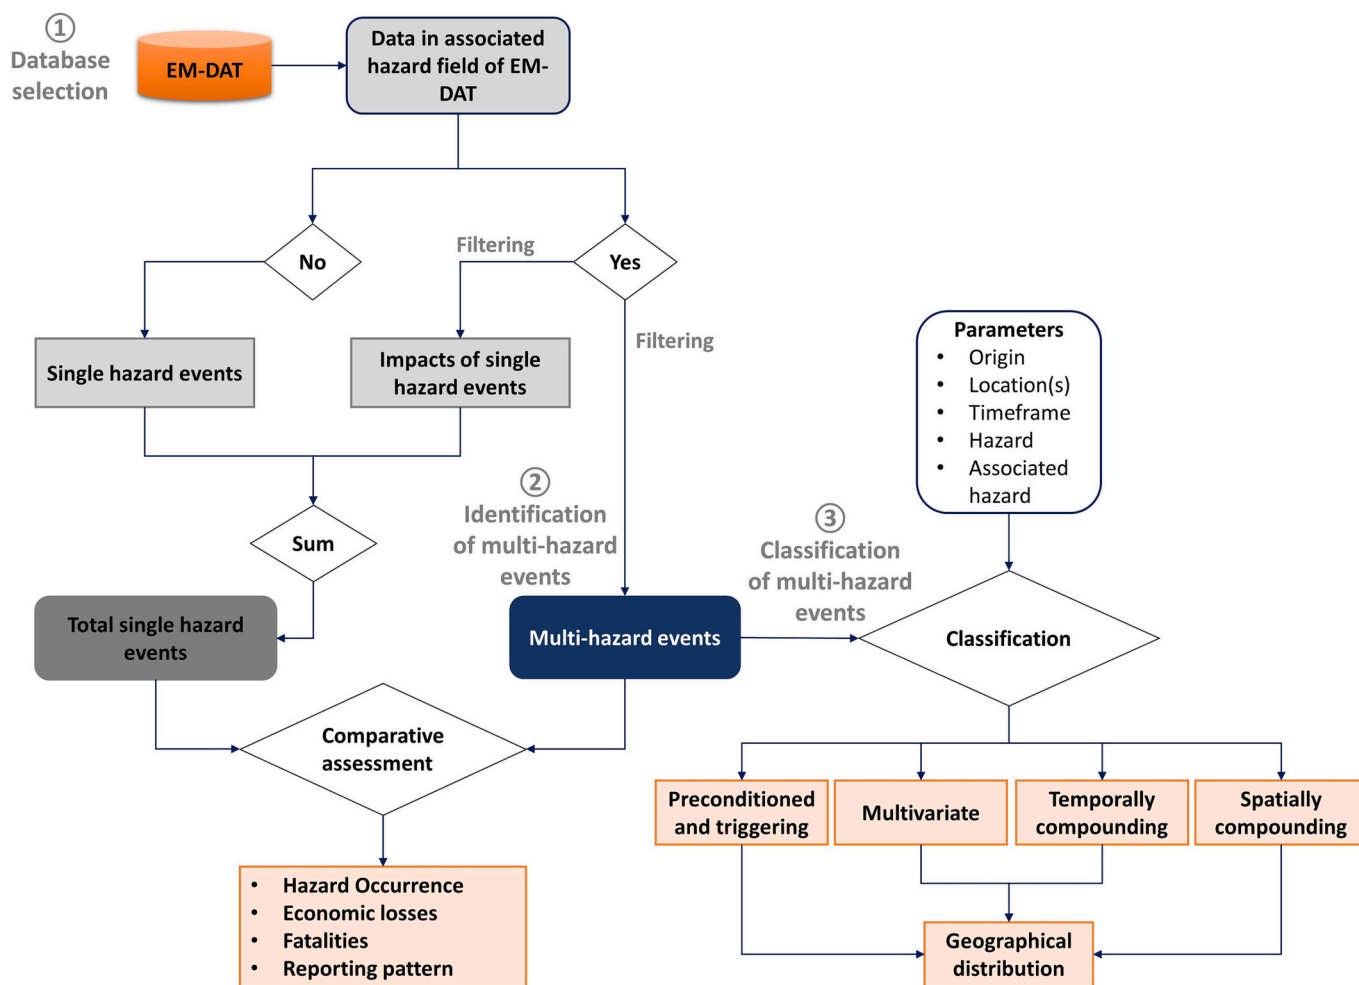 ①
Database
selection
EM-DAT
Data in associated
hazard field of EM-
DAT
No
Filtering
Yes
Filtering
Single hazard events
Impacts of single
hazard events
Parameters
• Origin
• Location(s)
• Timeframe
• Hazard
• Associated
hazard
②
Identification
of multi-hazard
events
③
Classification
of multi-hazard
events
Sum
Total single hazard
events
Multi-hazard events
Classification
Comparative
assessment
Preconditioned
and triggering
Multivariate
Temporally
compounding
Spatially
compounding
• Hazard Occurrence
• Economic losses
• Fatalities
• Reporting pattern
Geographical
distribution